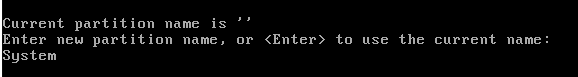 Current partition name is ''
Enter new partition name, or <Enter> to use the current name:
System